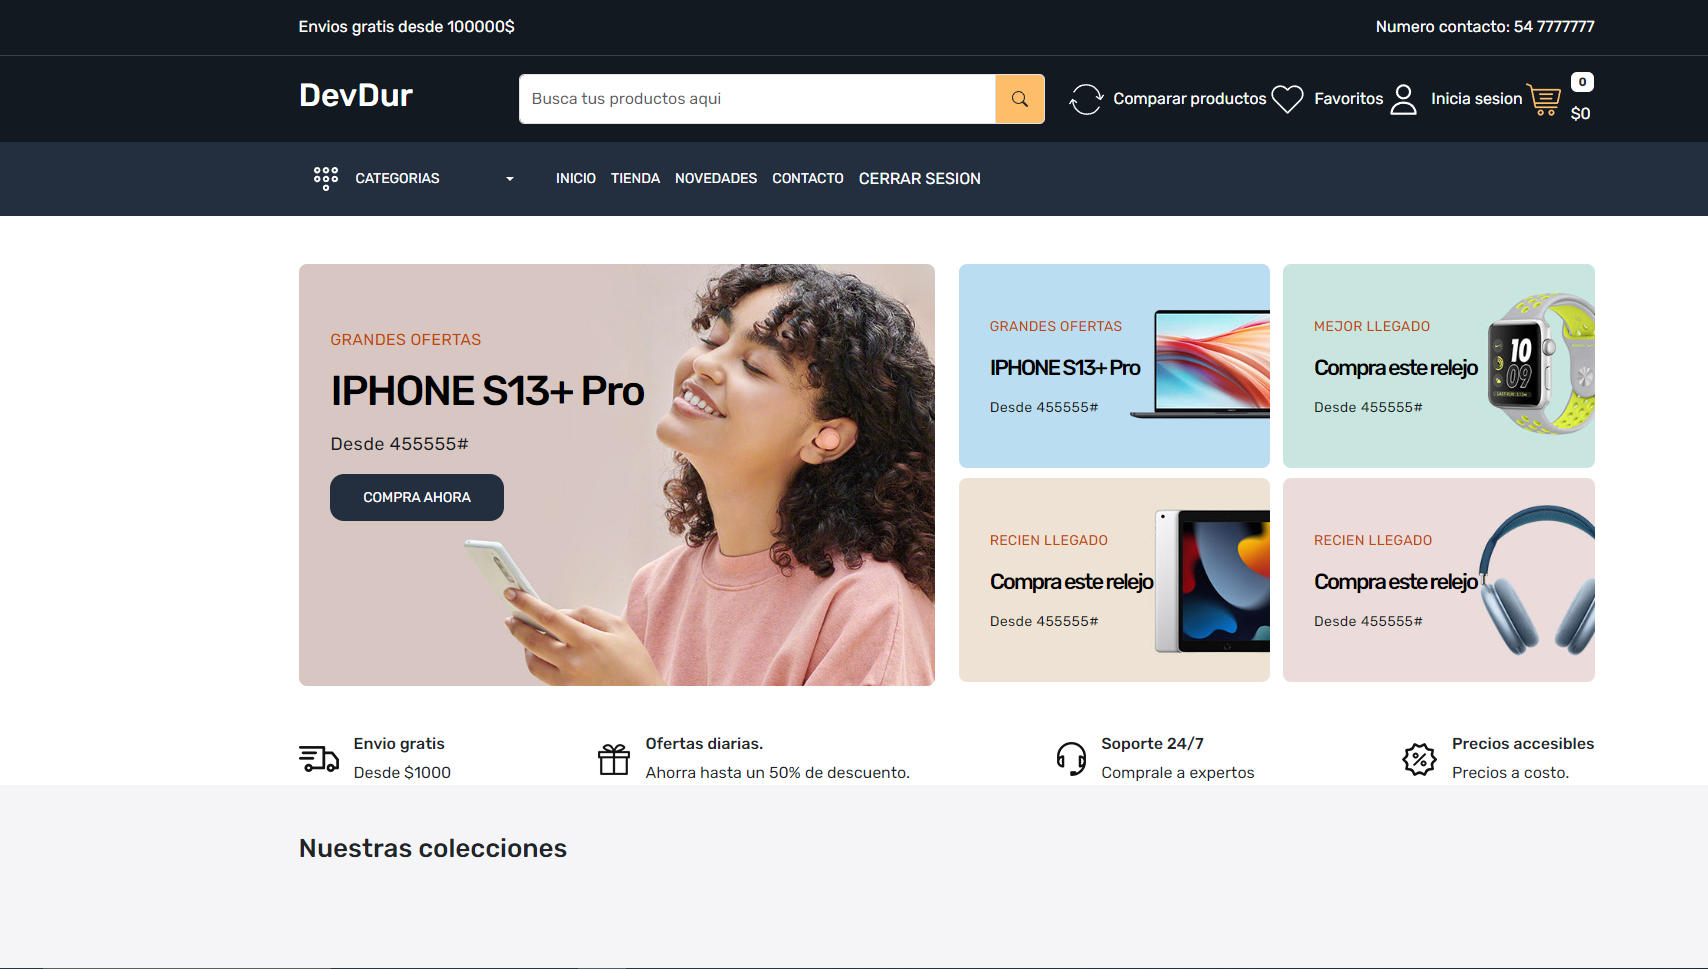 Envios gratis desde 100000$
Numero contacto: 54 7777777
DevDur
Busca tus productos aqui
Comparar productos
Favoritos
Inicia sesion
0
$0
CATEGORIAS
INICIO
TIENDA
NOVEDADES
CONTACTO
CERRAR SESION
GRANDES OFERTAS
IPHONE S13+ Pro
Desde 455555#
COMPRA AHORA
GRANDES OFERTAS
IPHONE S13+ Pro
Desde 455555#
MEJOR LLEGADO
Compra este relejo
Desde 455555#
10
09
RECIEN LLEGADO
Compra este relejo
Desde 455555#
RECIEN LLEGADO
Compra este relejo
Desde 455555#
Envio gratis
Desde $1000
Ofertas diarias.
Ahorra hasta un 50% de descuento.
Soporte 24/7
Comprale a expertos
Precios accesibles
Precios a costo.
Nuestras colecciones